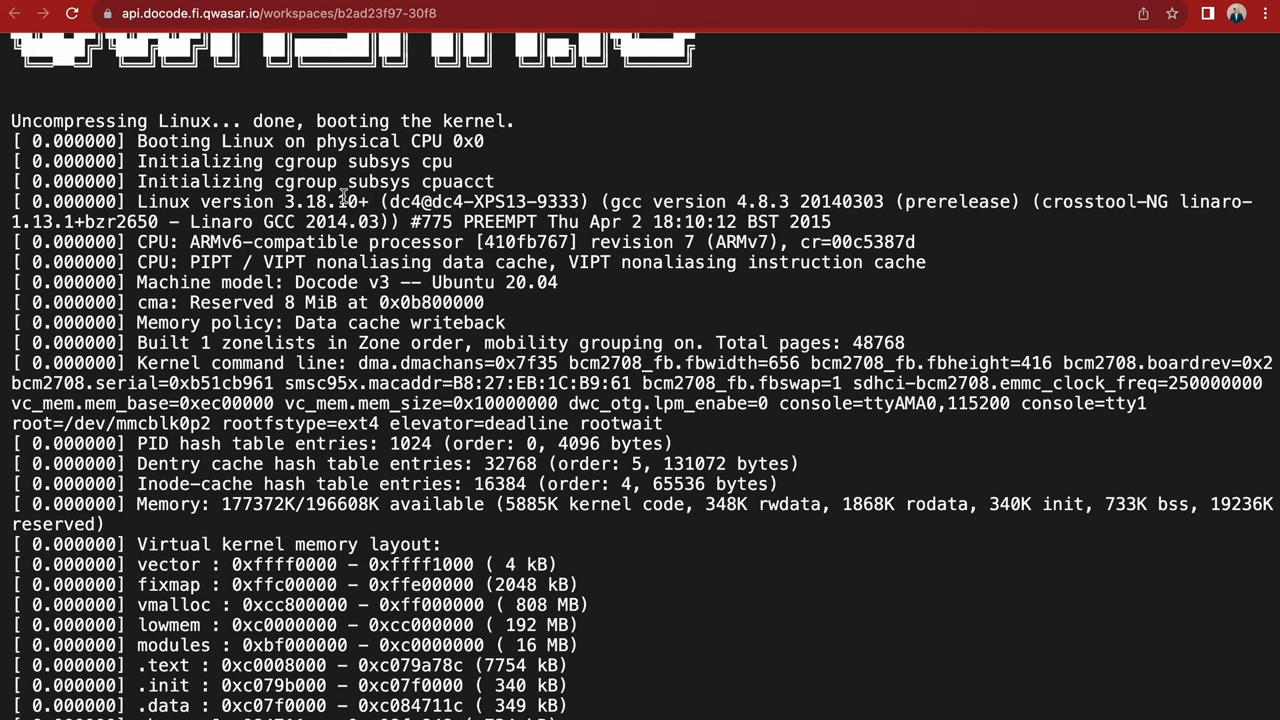 api.docode.fi.qwasar.io/workspaces/b2ad23f97-30f8
Uncompressing Linux... done, booting the kernel.
[ 0.000000] Booting Linux on physical CPU 0x0
[ 0.000000] Initializing cgroup subsys cpu
[ 0.000000] Initializing cgroup subsys cpuacct
[ 0.000000] Linux version 3.18.10+ (dc4@dc4-XPS13-9333) (gcc version 4.8.3 20140303 (prerelease) (crosstool-NG linaro-
1.13.1+bzr2650 - Linaro GCC 2014.03)) #775 PREEMPT Thu Apr 2 18:10:12 BST 2015
[ 0.000000] CPU: ARMv6-compatible processor [410fb767] revision 7 (ARMv7), cr=00c5387d
[ 0.000000] CPU: PIPT / VIPT nonaliasing data cache, VIPT nonaliasing instruction cache
[ 0.000000] Machine model: Docode v3 -- Ubuntu 20.04
[ 0.000000] cma: Reserved 8 MiB at 0x0b800000
[ 0.000000] Memory policy: Data cache writeback
[ 0.000000] Built 1 zonelists in Zone order, mobility grouping on. Total pages: 48768
[ 0.000000] Kernel command line: dma.dmachans=0x7f35 bcm2708_fb.fbwidth=656 bcm2708_fb.fbheight=416 bcm2708.boardrev=0x2
bcm2708.serial=0xb51cb961 smsc95x.macaddr=B8:27:EB:1C:B9:61 bcm2708_fb.fbswap=1 sdhci-bcm2708.emmc_clock_freq=250000000
vc_mem.mem_base=0xec00000 vc_mem.mem_size=0x10000000 dwc_otg.lpm_enabe=0 console=ttyAMA0,115200 console=tty1
root=/dev/mmcblk0p2 rootfstype=ext4 elevator=deadline rootwait
[ 0.000000] PID hash table entries: 1024 (order: 0, 4096 bytes)
[ 0.000000] Dentry cache hash table entries: 32768 (order: 5, 131072 bytes)
[ 0.000000] Inode-cache hash table entries: 16384 (order: 4, 65536 bytes)
[ 0.000000] Memory: 177372K/196608K available (5885K kernel code, 348K rwdata, 1868K rodata, 340K init, 733K bss, 19236K
reserved)
[ 0.000000] Virtual kernel memory layout:
[ 0.000000] vector : 0xffff0000 - 0xffff1000 ( 4 kB)
[ 0.000000] fixmap : 0xffc00000 - 0xffe00000 (2048 kB)
[ 0.000000] vmalloc : 0xcc800000 - 0xff000000 ( 808 MB)
[ 0.000000] lowmem : 0xc0000000 - 0xcc000000 ( 192 MB)
[ 0.000000] modules : 0xbf000000 - 0xc0000000 ( 16 MB)
[ 0.000000] .text : 0xc0008000 - 0xc079a78c (7754 kB)
[ 0.000000] .init : 0xc079b000 - 0xc07f0000 ( 340 kB)
[ 0.000000] .data : 0xc07f0000 - 0xc084711c ( 349 kB)